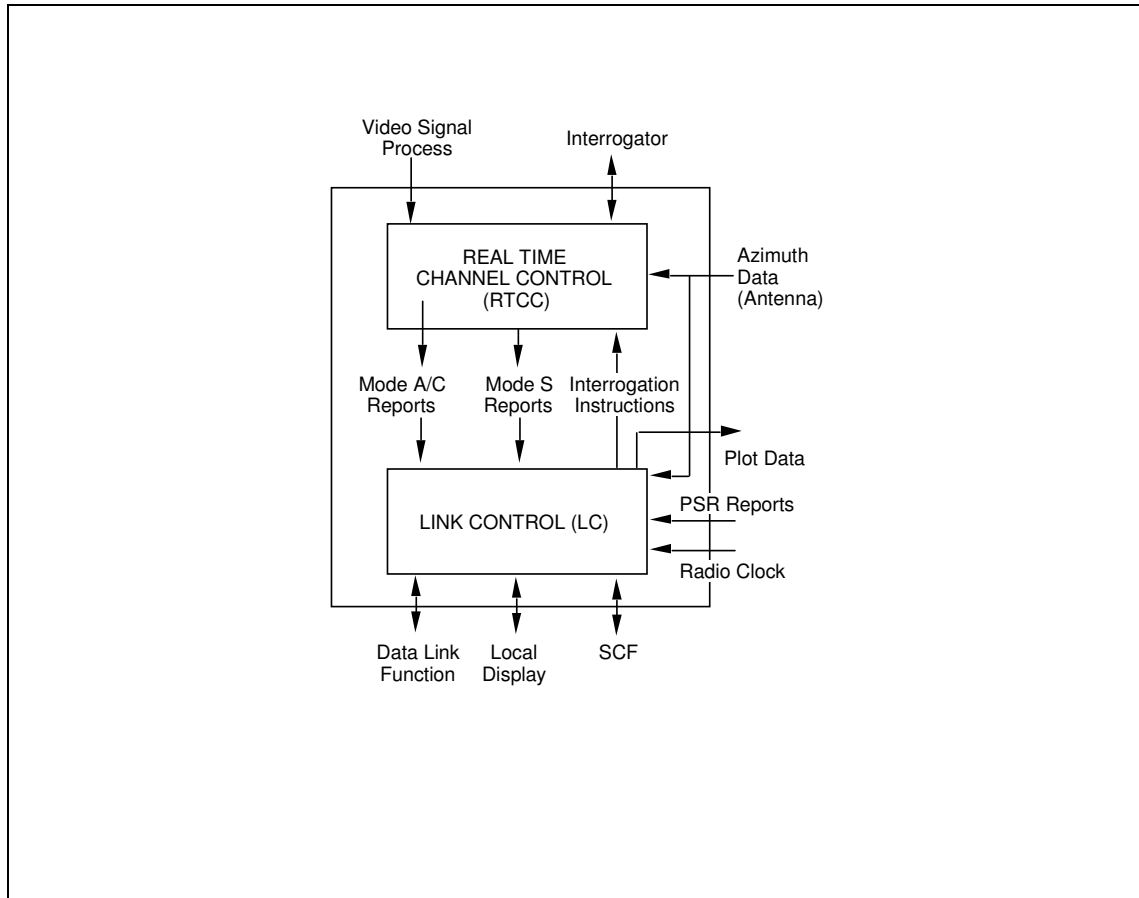 Video Signal
Process
Interrogator
REAL TIME
CHANNEL CONTROL
(RTCC)
Azimuth
Data
(Antenna)
Mode A/C
Reports
Mode S
Reports
Interrogation
Instructions
Plot Data
LINK CONTROL (LC)
PSR Reports
Radio Clock
Data Link
Function
Local
Display
SCF